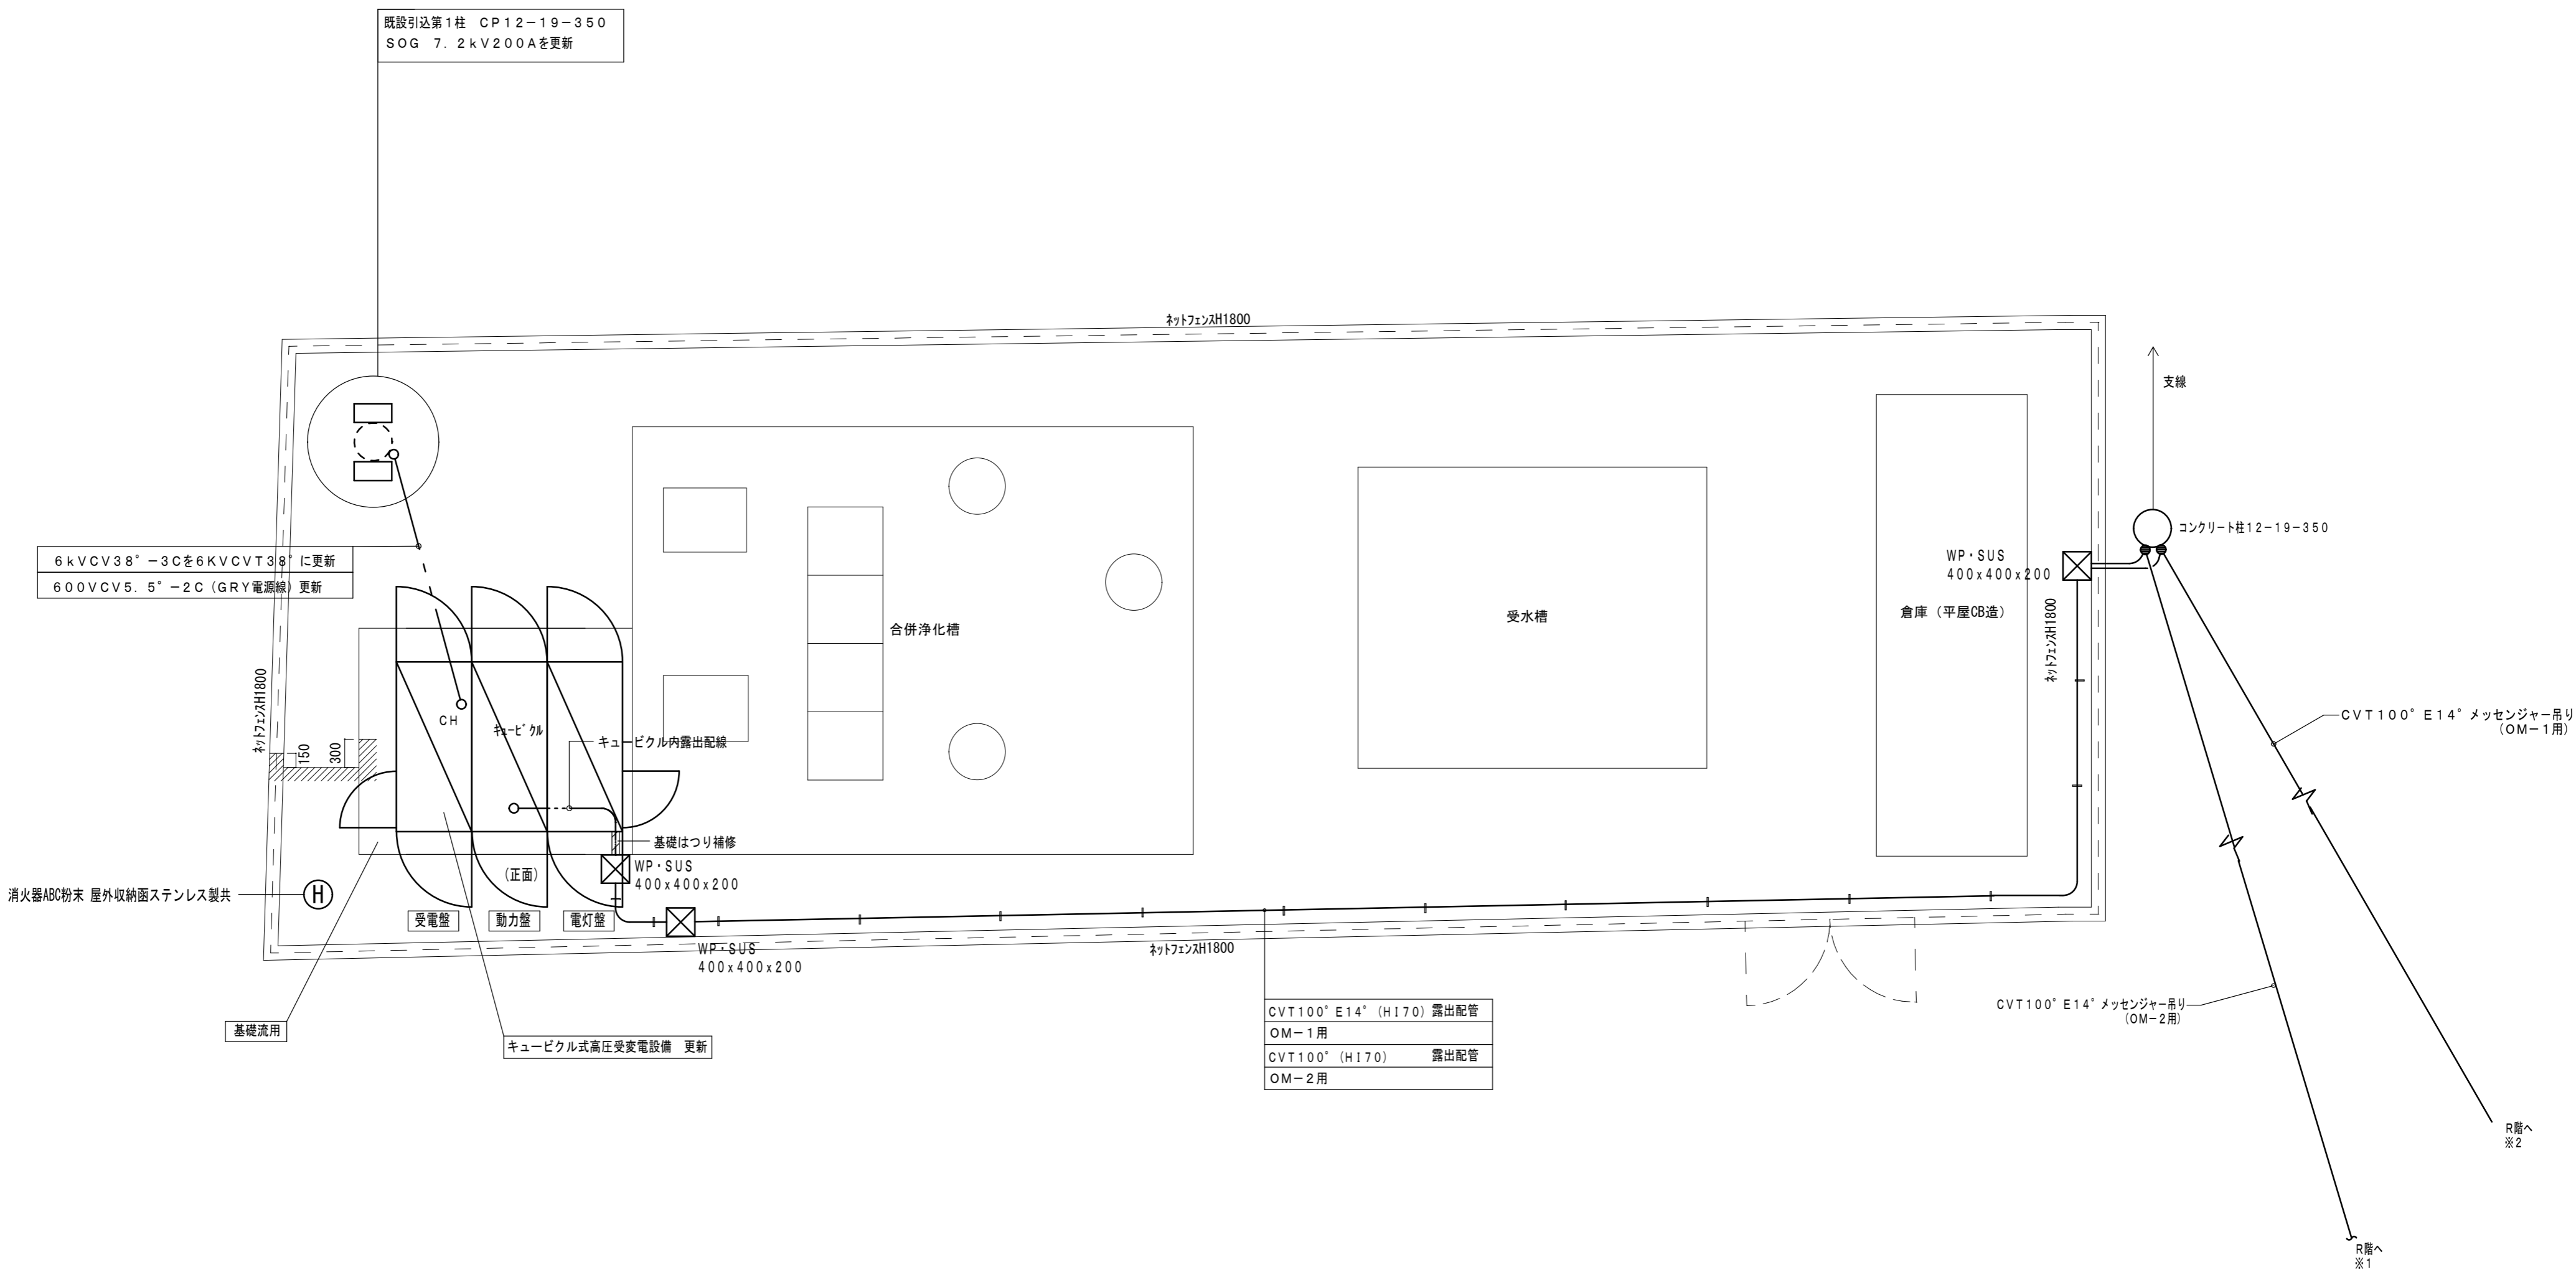 既設引込第1柱　CP12-19-350
SOG　7.2kV200Aを更新
ネットフェンスH1800
支線
コンクリート柱12-19-350
6kVCV38°-3Cを6KVCVT38°に更新
600VCV5.5°-2C(GRY電源線)更新
WP・SUS
400x400x200
倉庫（平屋CB造）
受水槽
合併浄化槽
ネットフェンスH1800
ネットフェンスH1800
CH
キュービクル
キュービクル内露出配線
150
300
CVT100°E14°メッセンジャー吊り
(OM-1用)
基礎はつり補修
WP・SUS
400x400x200
(正面)
消火器ABC粉末 屋外収納函ステンレス製共
H
受電盤
動力盤
電灯盤
WP・SUS
400x400x200
ネットフェンスH1800
CVT100°E14°(HI70)露出配管
OM-1用
CVT100°(HI70)　露出配管
OM-2用
CVT100°E14°メッセンジャー吊り
(OM-2用)
基礎流用
キュービクル式高圧受変電設備　更新
R階へ
※2
R階へ
※1